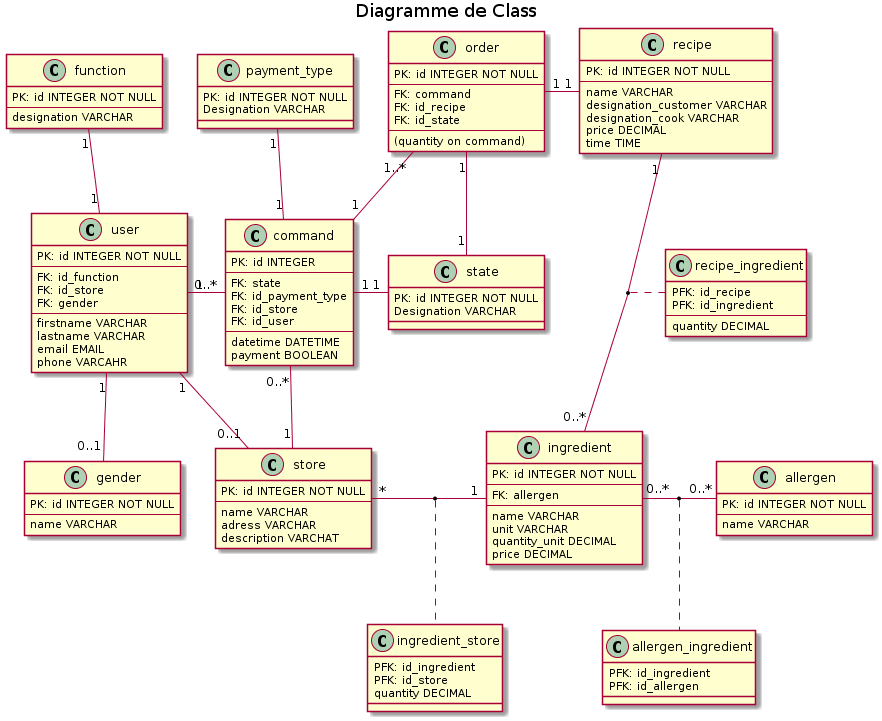 Diagramme de Class
C function
PK: id INTEGER NOT NULL
designation VARCHAR
C payment_type
PK: id INTEGER NOT NULL
Designation VARCHAR
C order
PK: id INTEGER NOT NULL
FK: command
FK: id_recipe
FK: id_state
(quantity on command)
1 1
C recipe
PK: id INTEGER NOT NULL
name VARCHAR
designation_customer VARCHAR
designation_cook VARCHAR
price DECIMAL
time TIME
1
1
1
1
1..*
1
1
1
1
C user
PK: id INTEGER NOT NULL
FK: id_function
FK: id_store
FK: gender
firstname VARCHAR
lastname VARCHAR
email EMAIL
phone VARCAHR
1
0..*
C command
PK: id INTEGER
FK: state
FK: id_payment_type
FK: id_store
FK: id_user
datetime DATETIME
payment BOOLEAN
1 1
C state
PK: id INTEGER NOT NULL
Designation VARCHAR
C recipe_ingredient
PFK: id_recipe
PFK: id_ingredient
quantity DECIMAL
1
0..1
1
0..1
0..*
1
0..*
C gender
PK: id INTEGER NOT NULL
name VARCHAR
C store
PK: id INTEGER NOT NULL
name VARCHAR
adress VARCHAR
description VARCHAT
*
1
C ingredient
PK: id INTEGER NOT NULL
FK: allergen
name VARCHAR
unit VARCHAR
quantity_unit DECIMAL
price DECIMAL
0..*
0..*
C allergen
PK: id INTEGER NOT NULL
name VARCHAR
C ingredient_store
PFK: id_ingredient
PFK: id_store
quantity DECIMAL
C allergen_ingredient
PFK: id_ingredient
PFK: id_allergen